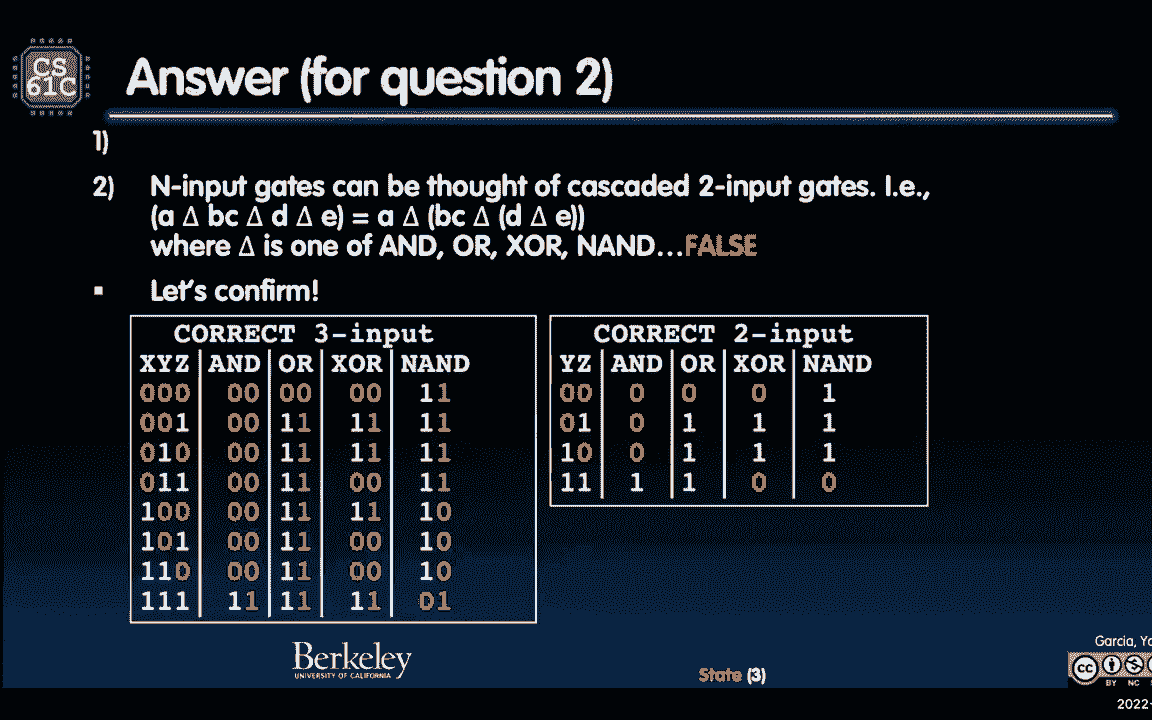 CS
61C
Answer (for question 2)
1)
2) N-input gates can be thought of cascaded 2-input gates. I.e.,
(a Δ bc Δ d Δ e) = a Δ (bc Δ (d Δ e))
where Δ is one of AND, OR, XOR, NAND…FALSE
Let's confirm!
CORRECT 3-input
XYZ AND OR XOR NAND
000 00 00 00 11
001 00 11 11 11
010 00 11 11 11
011 00 11 00 11
100 00 11 11 10
101 00 11 00 10
110 00 11 00 10
111 11 11 11 01
CORRECT 2-input
YZ AND OR XOR NAND
00 0 0 0 1
01 0 1 1 1
10 0 1 1 1
11 1 1 0 0
Berkeley
UNIVERSITY OF CALIFORNIA
State (3)
Garcia,
CC
BY NC
2022-